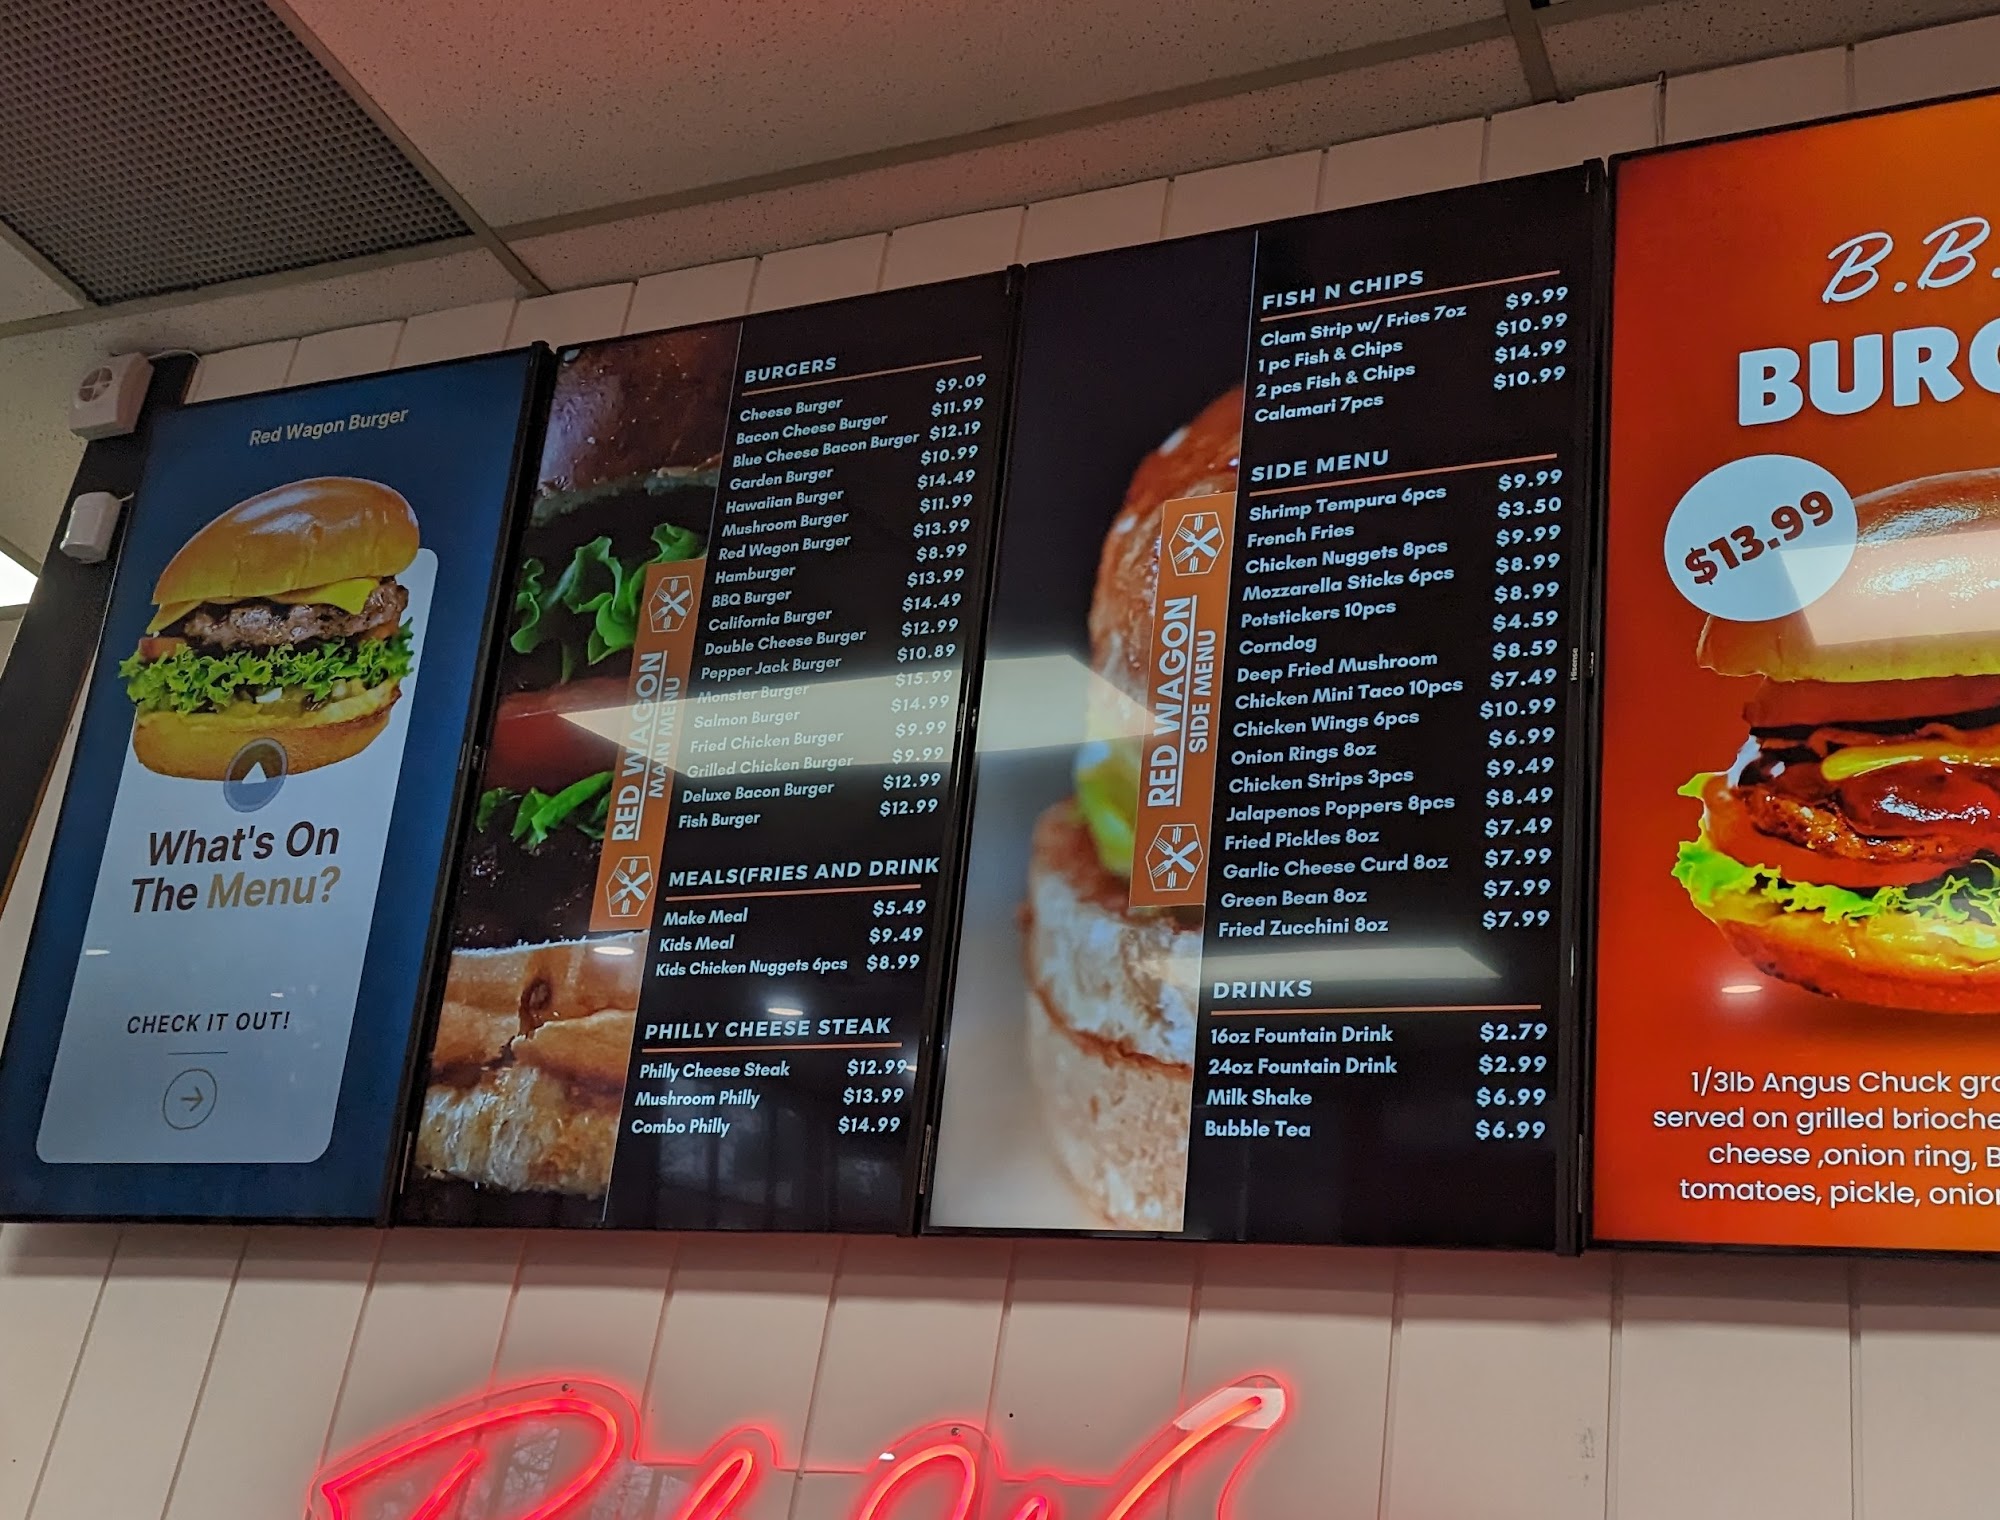 Red Wagon Burger
What's On
The Menu?
CHECK IT OUT!
RED WAGON
MAIN MENU
BURGERS
Cheese Burger $9.09
Bacon Cheese Burger $11.99
Blue Cheese Bacon Burger $12.19
Garden Burger $10.99
Hawaiian Burger $14.49
Mushroom Burger $11.99
Red Wagon Burger $13.99
Hamburger $8.99
BBQ Burger $13.99
California Burger $14.49
Double Cheese Burger $12.99
Pepper Jack Burger $10.89
Monster Burger $15.99
Salmon Burger $14.99
Fried Chicken Burger $9.99
Grilled Chicken Burger $9.99
Deluxe Bacon Burger $12.99
Fish Burger $12.99
MEALS(FRIES AND DRINK
Make Meal $5.49
Kids Meal $9.49
Kids Chicken Nuggets 6pcs $8.99
PHILLY CHEESE STEAK
Philly Cheese Steak $12.99
Mushroom Philly $13.99
Combo Philly $14.99
RED WAGON
SIDE MENU
FISH N CHIPS
Clam Strip w/ Fries 7oz $9.99
1 pc Fish & Chips $10.99
2 pcs Fish & Chips $14.99
Calamari 7pcs $10.99
SIDE MENU
Shrimp Tempura 6pcs $9.99
French Fries $3.50
Chicken Nuggets 8pcs $9.99
Mozzarella Sticks 6pcs $8.99
Potstickers 10pcs $8.99
Corndog $4.59
Deep Fried Mushroom $8.59
Chicken Mini Taco 10pcs $7.49
Chicken Wings 6pcs $10.99
Onion Rings 8oz $6.99
Chicken Strips 3pcs $9.49
Jalapenos Poppers 8pcs $8.49
Fried Pickles 8oz $7.49
Garlic Cheese Curd 8oz $7.99
Green Bean 8oz $7.99
Fried Zucchini 8oz $7.99
DRINKS
16oz Fountain Drink $2.79
24oz Fountain Drink $2.99
Milk Shake $6.99
Bubble Tea $6.99
Hisense
B.B.
BURG
$13.99
1/3lb Angus Chuck gro
served on grilled brioche
cheese ,onion ring, B
tomatoes, pickle, onion
Red